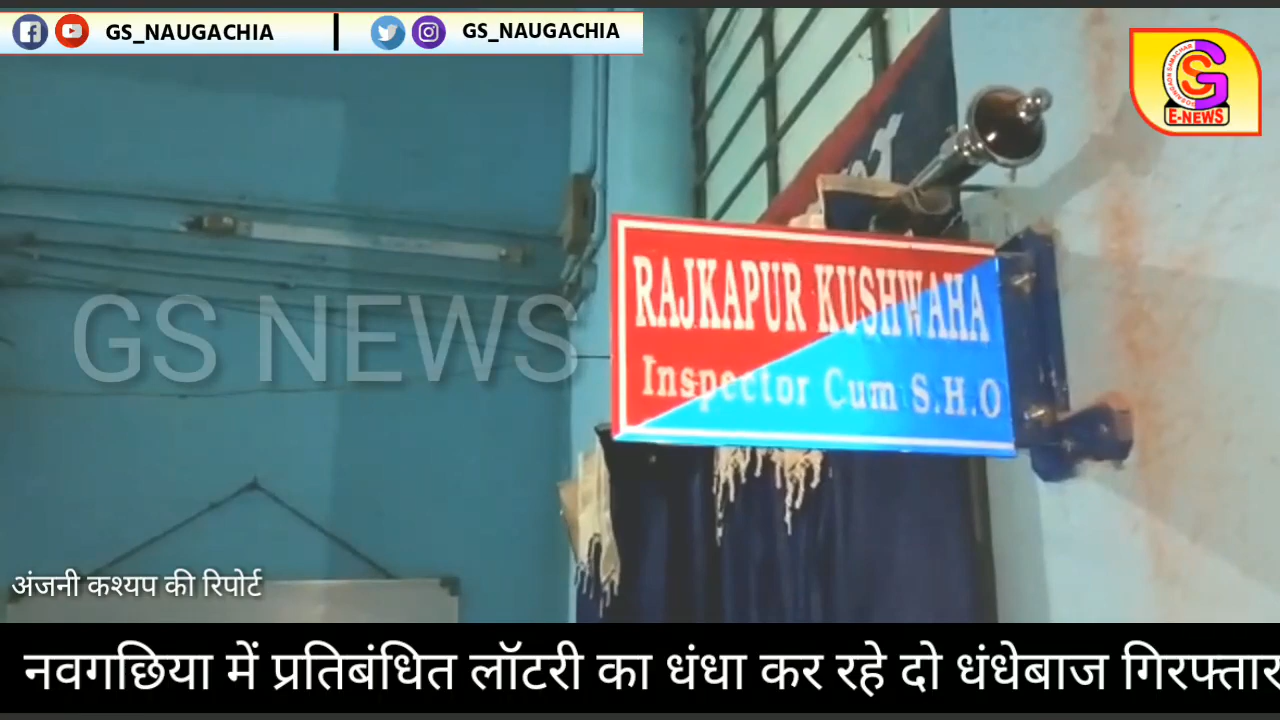 GS_NAUGACHIA
GS_NAUGACHIA
E-NEWS
RAJKAPUR KUSHWAHA
Inspector Cum S.H.O
GS NEWS
अंजनी कश्यप की रिपोर्ट
नवगछिया में प्रतिबंधित लॉटरी का धंधा कर रहे दो धंधेबाज गिरफ्तार